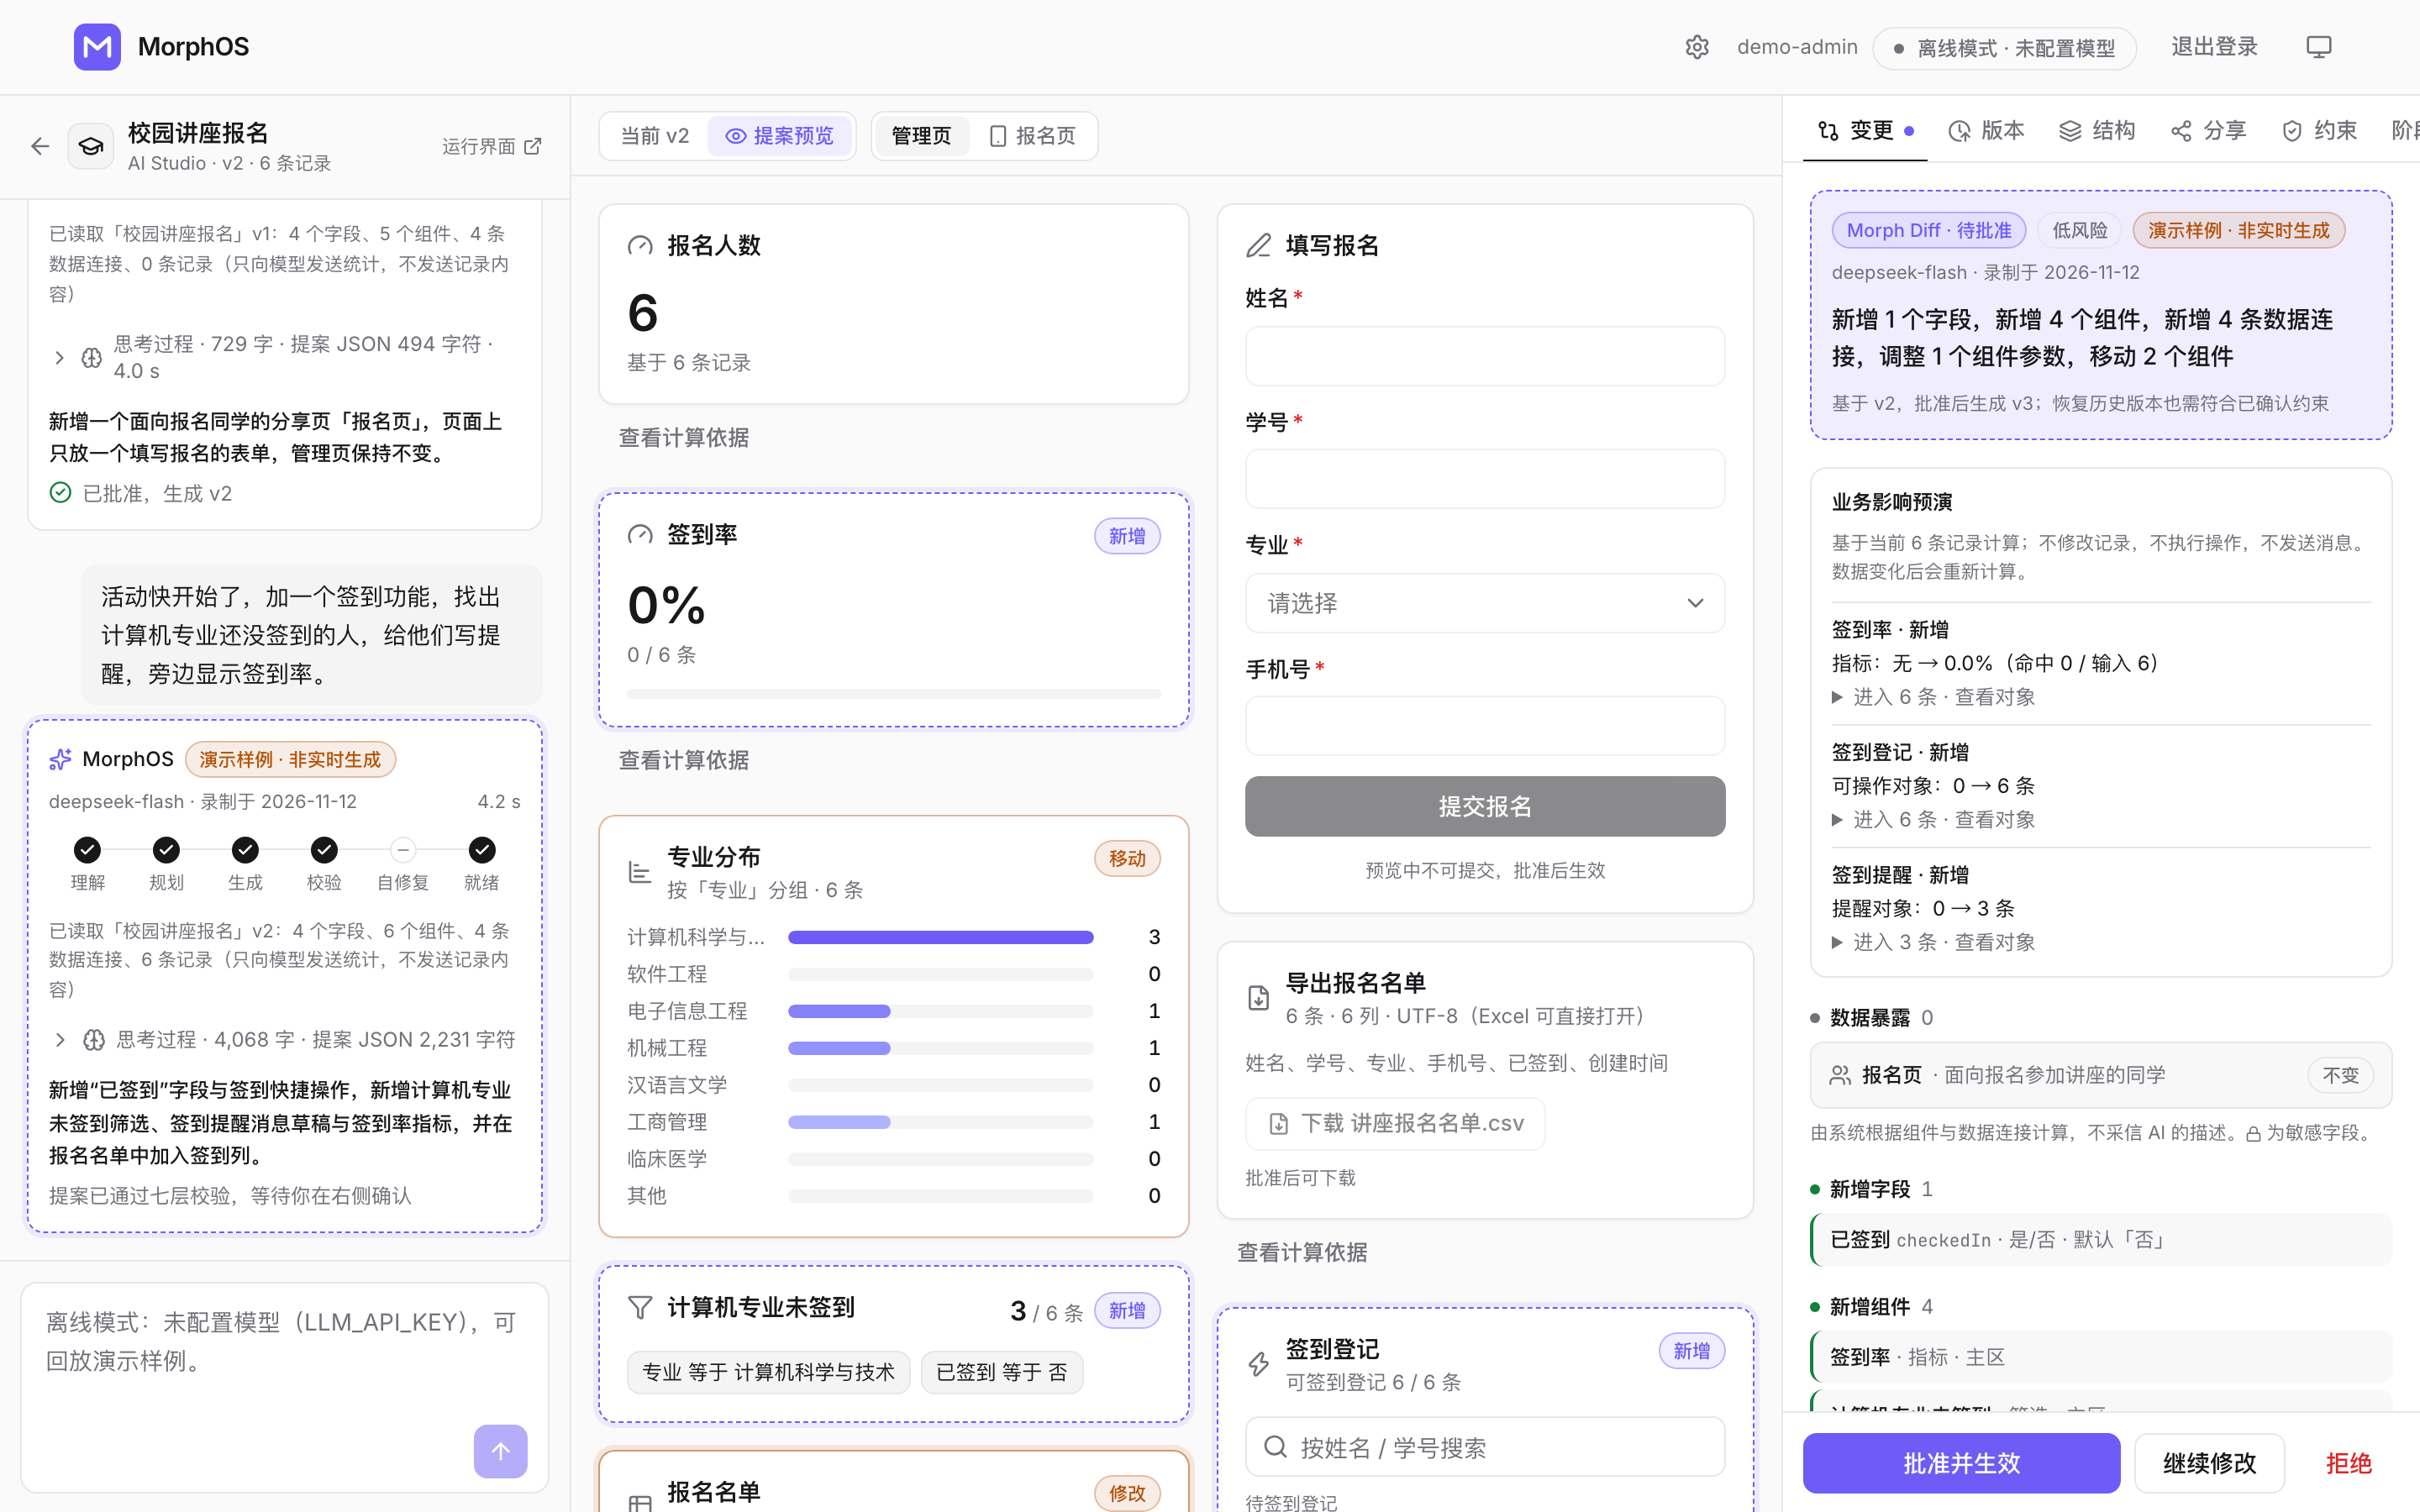 MorphOS
demo-admin
离线模式 · 未配置模型
退出登录
校园讲座报名
AI Studio · v2 · 6 条记录
运行界面
已读取「校园讲座报名」v1：4 个字段、5 个组件、4 条
数据连接、0 条记录（只向模型发送统计，不发送记录内
容）
思考过程 · 729 字 · 提案 JSON 494 字符 ·
4.0 s
新增一个面向报名同学的分享页「报名页」，页面上
只放一个填写报名的表单，管理页保持不变。
已批准，生成 v2
活动快开始了，加一个签到功能，找出
计算机专业还没签到的人，给他们写提
醒，旁边显示签到率。
MorphOS
演示样例 · 非实时生成
deepseek-flash · 录制于 2026-11-12
4.2 s
理解
规划
生成
校验
自修复
就绪
已读取「校园讲座报名」v2：4 个字段、6 个组件、4 条
数据连接、6 条记录（只向模型发送统计，不发送记录内
容）
思考过程 · 4,068 字 · 提案 JSON 2,231 字符
新增“已签到”字段与签到快捷操作，新增计算机专业
未签到筛选、签到提醒消息草稿与签到率指标，并在
报名名单中加入签到列。
提案已通过七层校验，等待你在右侧确认
离线模式：未配置模型（LLM_API_KEY），可
回放演示样例。
当前 v2
提案预览
管理页
报名页
报名人数
6
基于 6 条记录
查看计算依据
签到率
新增
0%
0 / 6 条
查看计算依据
专业分布
移动
按「专业」分组 · 6 条
计算机科学与...
3
软件工程
0
电子信息工程
1
机械工程
1
汉语言文学
0
工商管理
1
临床医学
0
其他
0
计算机专业未签到
3 / 6 条
新增
专业 等于 计算机科学与技术
已签到 等于 否
报名名单
修改
填写报名
姓名 *
学号 *
专业 *
请选择
手机号 *
提交报名
预览中不可提交，批准后生效
导出报名名单
6 条 · 6 列 · UTF-8（Excel 可直接打开）
姓名、学号、专业、手机号、已签到、创建时间
下载 讲座报名名单.csv
批准后可下载
查看计算依据
签到登记
新增
可签到登记 6 / 6 条
按姓名 / 学号搜索
待签到登记
变更
版本
结构
分享
约束
Morph Diff · 待批准
低风险
演示样例 · 非实时生成
deepseek-flash · 录制于 2026-11-12
新增 1 个字段，新增 4 个组件，新增 4 条数据连
接，调整 1 个组件参数，移动 2 个组件
基于 v2，批准后生成 v3；恢复历史版本也需符合已确认约束
业务影响预演
基于当前 6 条记录计算；不修改记录，不执行操作，不发送消息。
数据变化后会重新计算。
签到率 · 新增
指标：无 → 0.0%（命中 0 / 输入 6）
进入 6 条 · 查看对象
签到登记 · 新增
可操作对象：0 → 6 条
进入 6 条 · 查看对象
签到提醒 · 新增
提醒对象：0 → 3 条
进入 3 条 · 查看对象
数据暴露 0
报名页 · 面向报名参加讲座的同学
不变
由系统根据组件与数据连接计算，不采信 AI 的描述。 为敏感字段。
新增字段 1
已签到 checkedIn · 是/否 · 默认「否」
新增组件 4
签到率 · 指标 · 主区
批准并生效
继续修改
拒绝